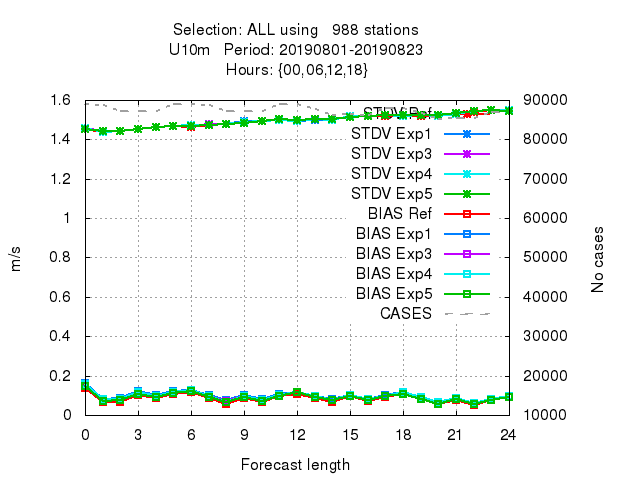 Selection: ALL using 988 stations
U10m Period: 20190801-20190823
Hours: {00,06,12,18}
1.6
1.4
1.2
1
0.8
0.6
0.4
0.2
0
m/s
90000
80000
70000
60000
50000
40000
30000
20000
10000
No cases
STDV Ref
STDV Exp1
STDV Exp3
STDV Exp4
STDV Exp5
BIAS Ref
BIAS Exp1
BIAS Exp3
BIAS Exp4
BIAS Exp5
CASES
0 3 6 9 12 15 18 21 24
Forecast length